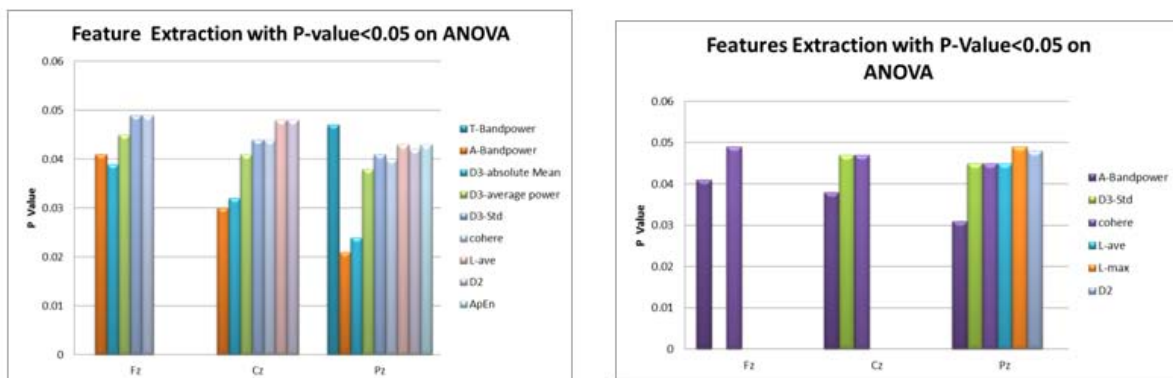 Feature Extraction with P-value<0.05 on ANOVA
0.06
0.05
0.04
0.03
0.02
0.01
0
P Value
Fz
Cz
Pz
T-Bandpower
A-Bandpower
D3-absolute Mean
D3-average power
D3-Std
cohere
L-ave
D2
ApEn
Features Extraction with P-Value<0.05 on
ANOVA
0.06
0.05
0.04
0.03
0.02
0.01
0
P Value
Fz
Cz
Pz
A-Bandpower
D3-Std
cohere
L-ave
L-max
D2